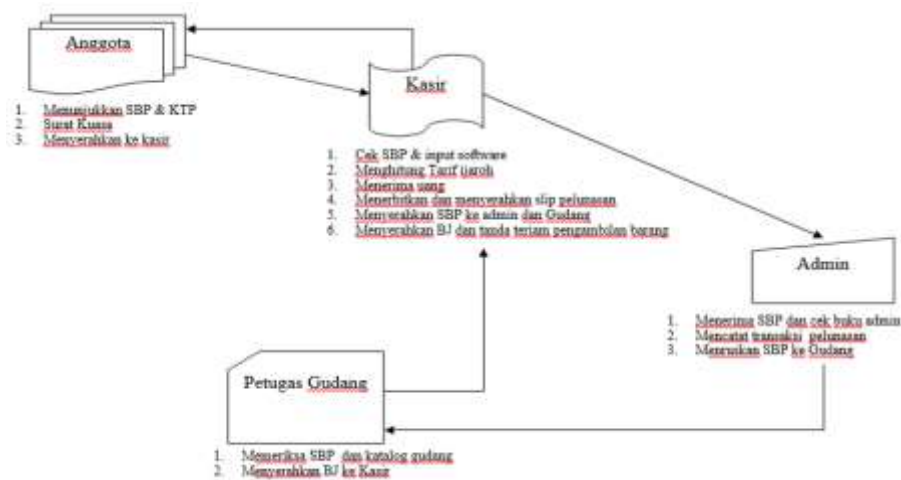 Anggota
1. Menunjukkan SBP & KTP
2. Surat Kuasa
3. Menyerahkan ke kasir
Kasir
1. Cek SBP & input software
2. Menghitung Tarif ijaroh
3. Menerima uang
4. Menerbitkan dan menyerahkan slip pelunasan
5. Menyerahkan SBP ke admin dan Gudang
6. Menyerahkan BJ dan tanda teriam pengambilan barang
Admin
1. Menerima SBP dan cek buku admin
2. Mencatat transaksi pelunasan
3. Menruskan SBP ke Gudang
Petugas Gudang
1. Memeriksa SBP dan katalog gudang
2. Menyerahkan BJ ke Kasir